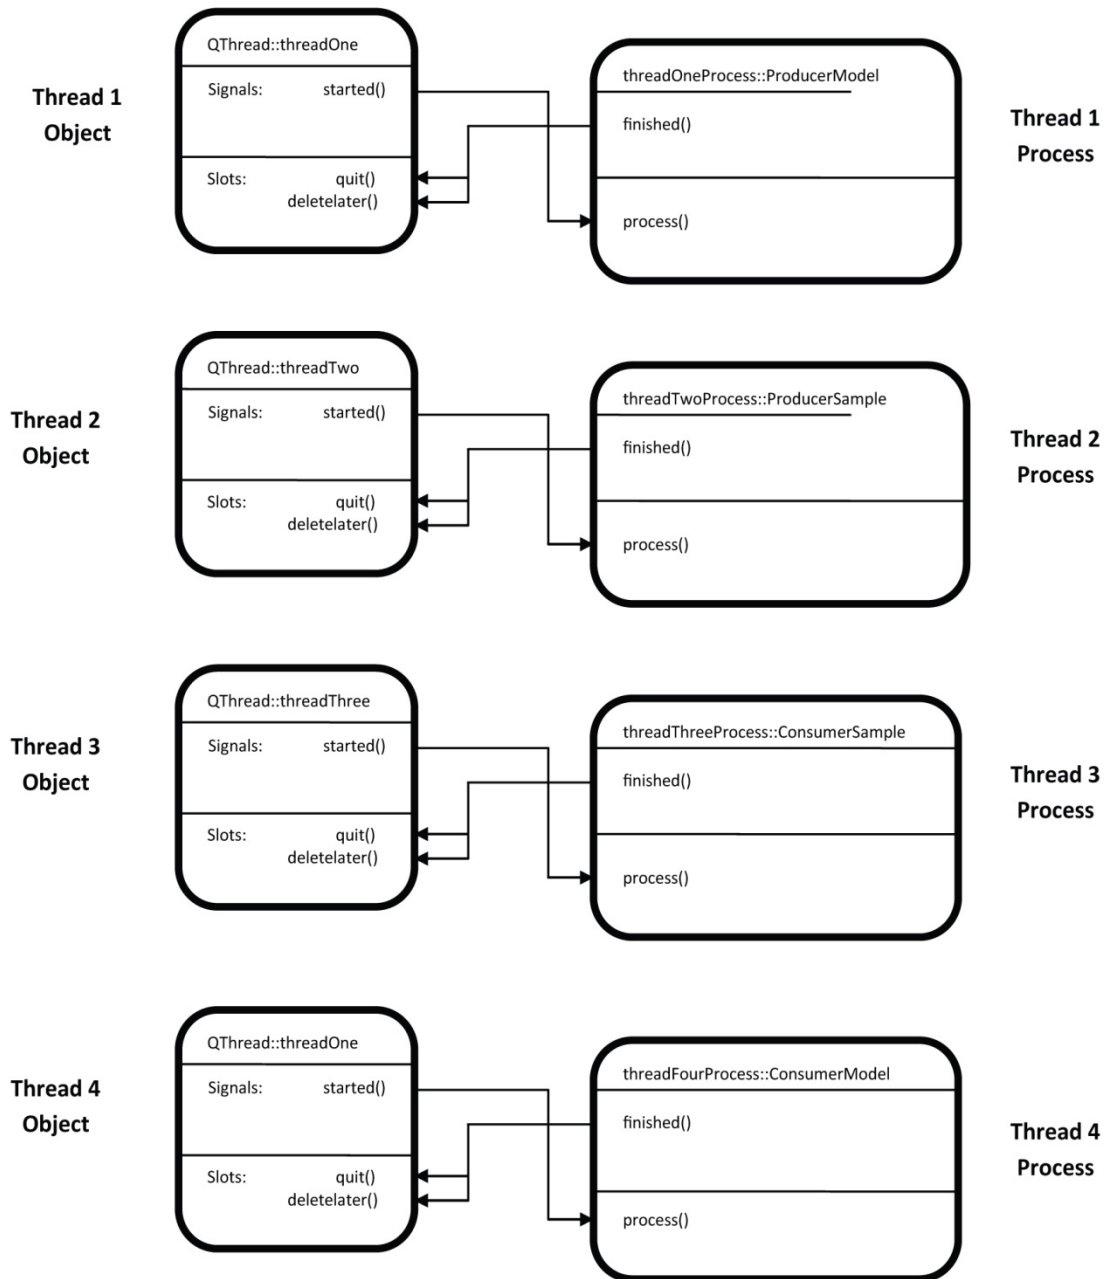 QThread::threadOne
Signals: started()
Slots: quit()
deletelater()
Thread 1
Object
threadOneProcess::ProducerModel
finished()
process()
Thread 1
Process
QThread::threadTwo
Signals: started()
Slots: quit()
deletelater()
Thread 2
Object
threadTwoProcess::ProducerSample
finished()
process()
Thread 2
Process
QThread::threadThree
Signals: started()
Slots: quit()
deletelater()
Thread 3
Object
threadThreeProcess::ConsumerSample
finished()
process()
Thread 3
Process
QThread::threadOne
Signals: started()
Slots: quit()
deletelater()
Thread 4
Object
threadFourProcess::ConsumerModel
finished()
process()
Thread 4
Process